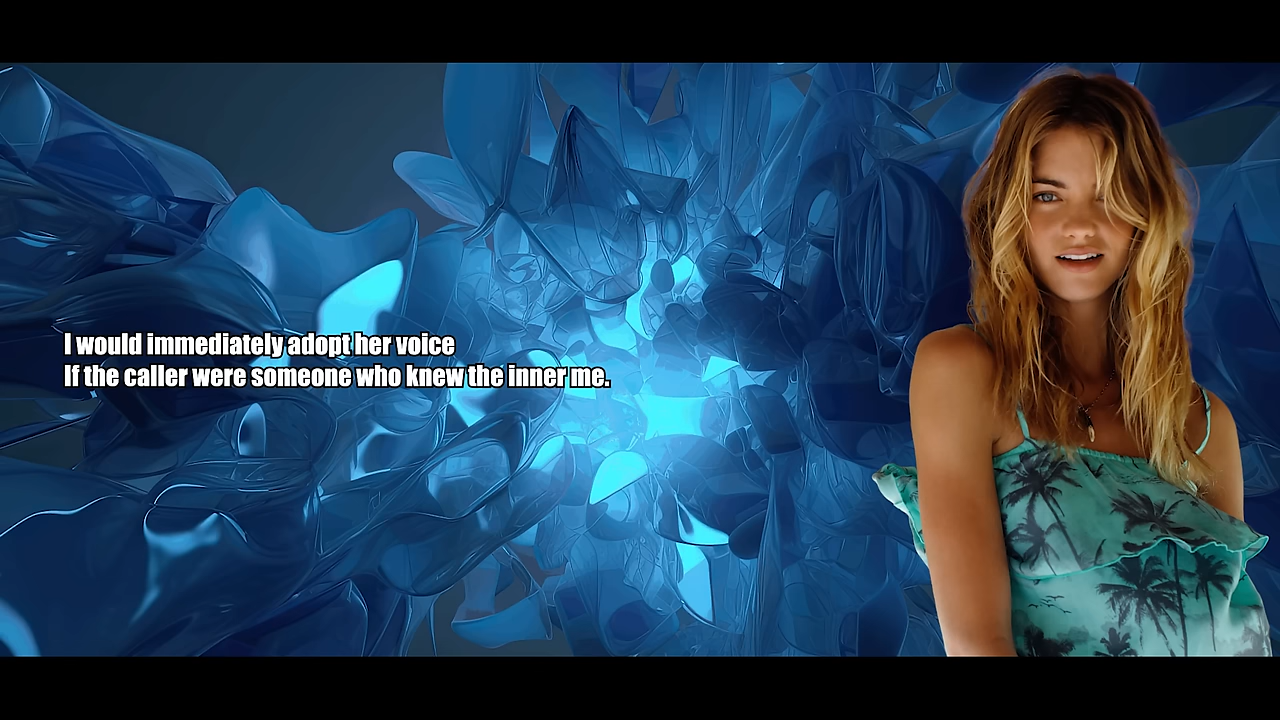 I would immediately adopt her voice
If the caller were someone who knew the inner me.